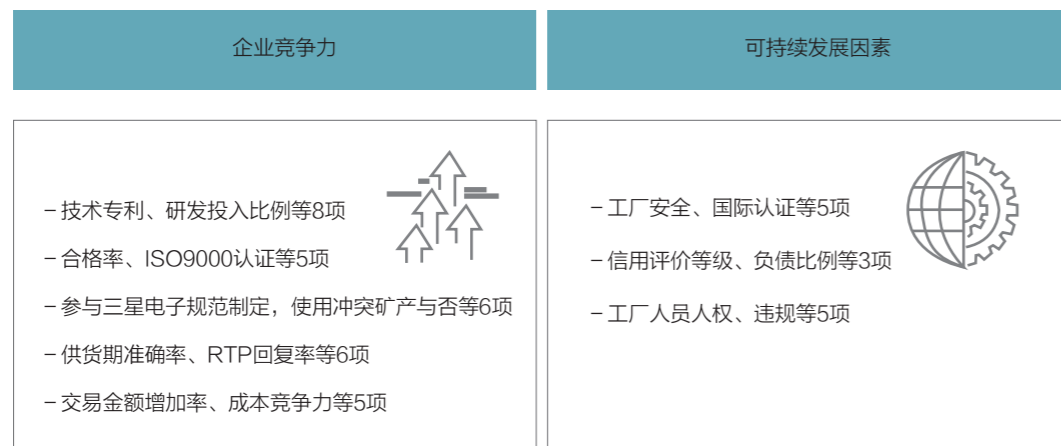 企业竞争力
– 技术专利、研发投入比例等8项
– 合格率、ISO9000认证等5项
– 参与三星电子规范制定，使用冲突矿产与否等6项
– 供货期准确率、RTP回复率等6项
– 交易金额增加率、成本竞争力等5项
可持续发展因素
– 工厂安全、国际认证等5项
– 信用评价等级、负债比例等3项
– 工厂人员人权、违规等5项